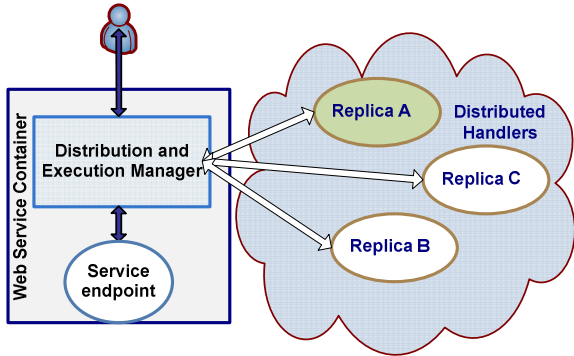 Web Service Container
Distribution and
Execution Manager
Service
endpoint
Replica A
Distributed
Handlers
Replica C
Replica B